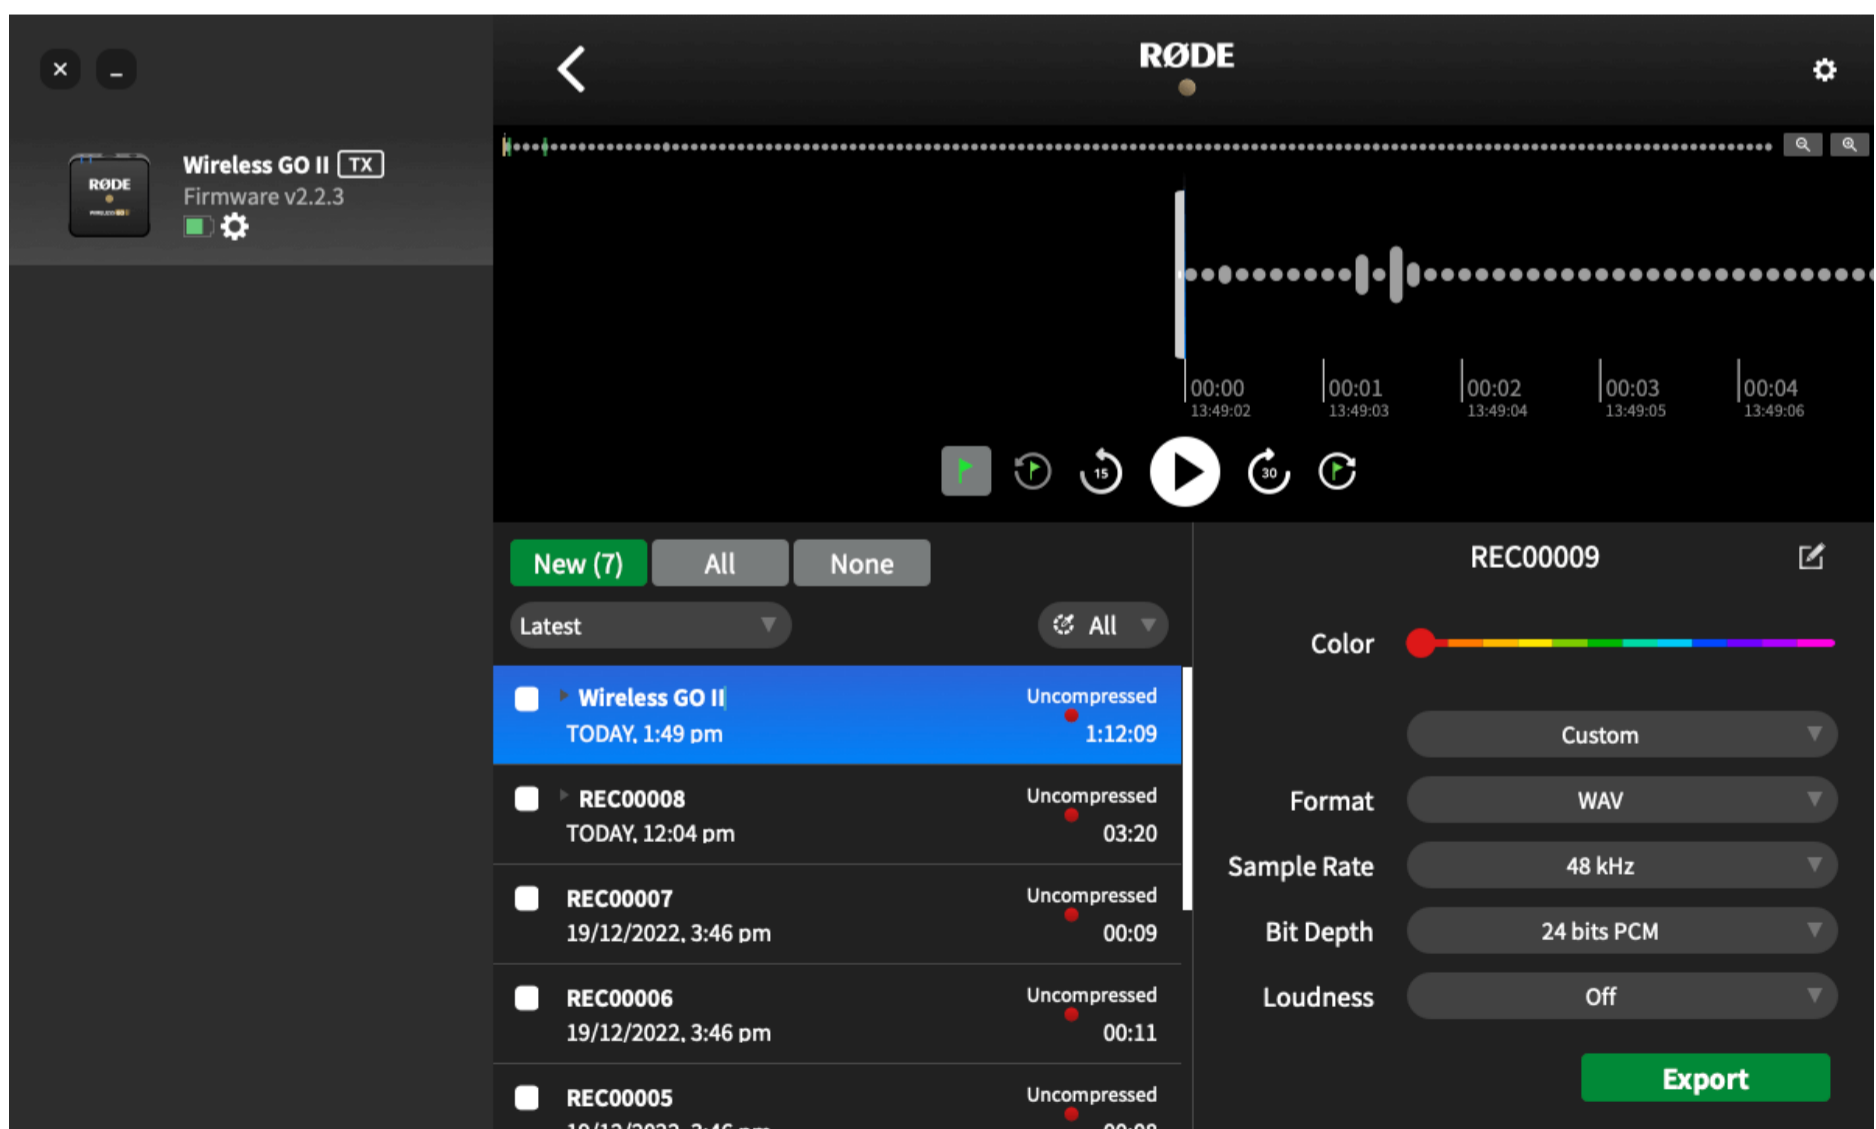 RØDE
Wireless GO II TX
Firmware v2.2.3
RØDE
00:00 00:01 00:02 00:03 00:04
13:49:02 13:49:03 13:49:04 13:49:05 13:49:06
15 30
New (7) All None
Latest All
Wireless GO II Uncompressed
TODAY, 1:49 pm 1:12:09
REC00008 Uncompressed
TODAY, 12:04 pm 03:20
REC00007 Uncompressed
19/12/2022, 3:46 pm 00:09
REC00006 Uncompressed
19/12/2022, 3:46 pm 00:11
REC00005 Uncompressed
REC00009
Color
Custom
Format WAV
Sample Rate 48 kHz
Bit Depth 24 bits PCM
Loudness Off
Export